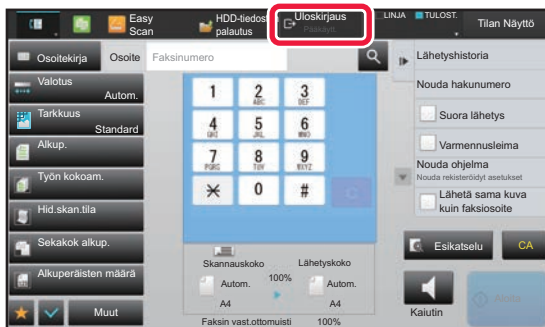 Easy
Scan
HDD-tiedost
palautus
Uloskirjaus
Pääkäytt.
LINJA
TULOST.
Tilan Näyttö
Osoitekirja
Osoite
Faksinumero
Valotus
Autom.
Tarkkuus
Standard
Alkup.
Työn kokoam.
Hid.skan.tila
Sekakok alkup.
Alkuperäisten määrä
Muut
1
2
ABC
3
DEF
4
GHI
5
JKL
6
MNO
7
PQRS
8
TUV
9
WXYZ
0
#
C
Skannauskoko
Lähetyskoko
100%
Autom.
Autom.
A4
A4
Faksin vast.ottomuisti
100%
Lähetyshistoria
Nouda hakunumero
Suora lähetys
Varmennusleima
Nouda ohjelma
Nouda rekisteröidyt asetukset
Lähetä sama kuva
kuin faksiosoite
Esikatselu
CA
Kaiutin
Aloita